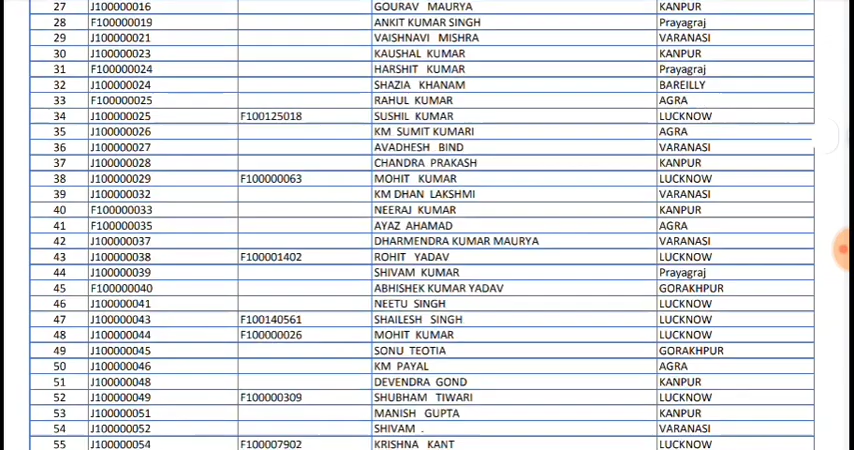 27 J100000016 GOURAV MAURYA KANPUR
28 F100000019 ANKIT KUMAR SINGH Prayagraj
29 J100000021 VAISHNAVI MISHRA VARANASI
30 J100000023 KAUSHAL KUMAR KANPUR
31 F100000024 HARSHIT KUMAR Prayagraj
32 J100000024 SHAZIA KHANAM BAREILLY
33 F100000025 RAHUL KUMAR AGRA
34 J100000025 F100125018 SUSHIL KUMAR LUCKNOW
35 J100000026 KM SUMIT KUMARI AGRA
36 J100000027 AVADHESH BIND VARANASI
37 J100000028 CHANDRA PRAKASH KANPUR
38 J100000029 F100000063 MOHIT KUMAR LUCKNOW
39 J100000032 KM DHAN LAKSHMI VARANASI
40 F100000033 NEERAJ KUMAR KANPUR
41 F100000035 AYAZ AHAMAD AGRA
42 J100000037 DHARMENDRA KUMAR MAURYA VARANASI
43 J100000038 F100001402 ROHIT YADAV LUCKNOW
44 J100000039 SHIVAM KUMAR Prayagraj
45 F100000040 ABHISHEK KUMAR YADAV GORAKHPUR
46 J100000041 NEETU SINGH LUCKNOW
47 J100000043 F100140561 SHAILESH SINGH LUCKNOW
48 J100000044 F100000026 MOHIT KUMAR LUCKNOW
49 J100000045 SONU TEOTIA GORAKHPUR
50 J100000046 KM PAYAL AGRA
51 J100000048 DEVENDRA GOND KANPUR
52 J100000049 F100000309 SHUBHAM TIWARI LUCKNOW
53 J100000051 MANISH GUPTA KANPUR
54 J100000052 SHIVAM . VARANASI
55 J100000054 F100007902 KRISHNA KANT LUCKNOW